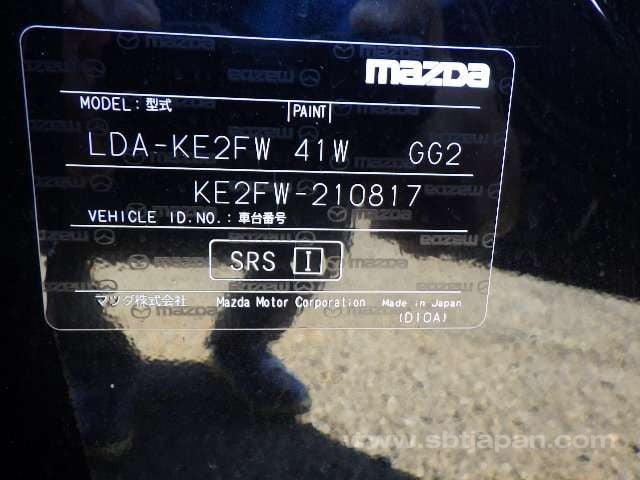 mazda
MODEL: 型式 PAINT
LDA-KE2FW 41W GG2
KE2FW-210817
VEHICLE ID.NO.: 車台番号
SRS I
マツダ株式会社 Mazda Motor Corporation Made in Japan
(D10A)
www.sbtjapan.com